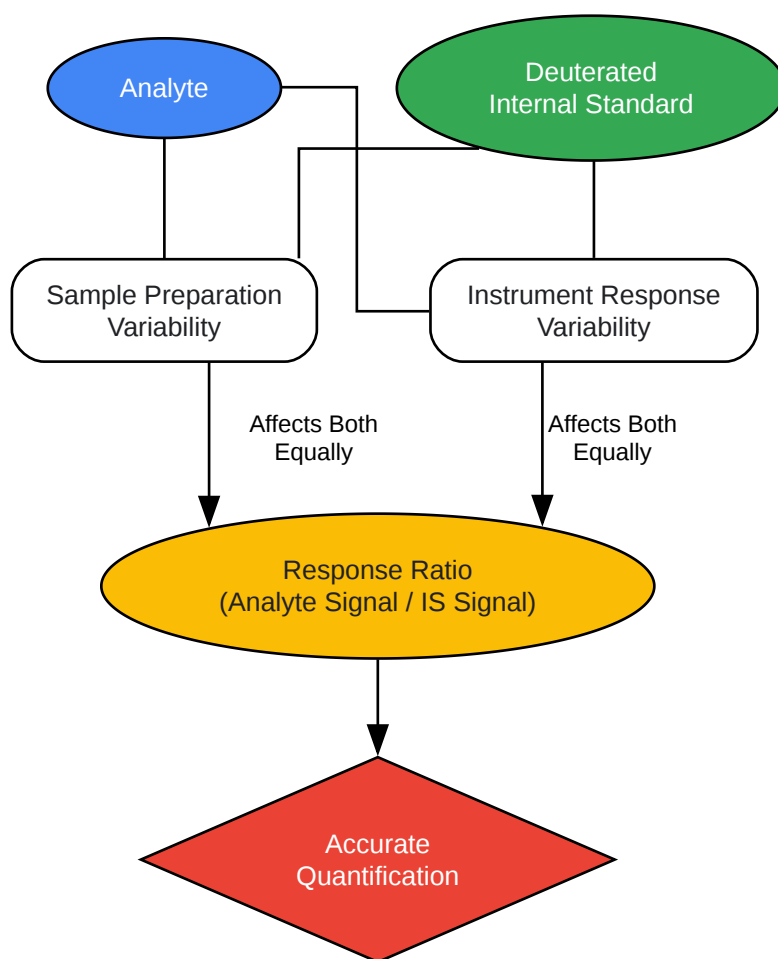 Analyte
Deuterated
Internal Standard
Sample Preparation
Variability
Instrument Response
Variability
Affects Both
Equally
Affects Both
Equally
Response Ratio
(Analyte Signal / IS Signal)
Accurate
Quantification